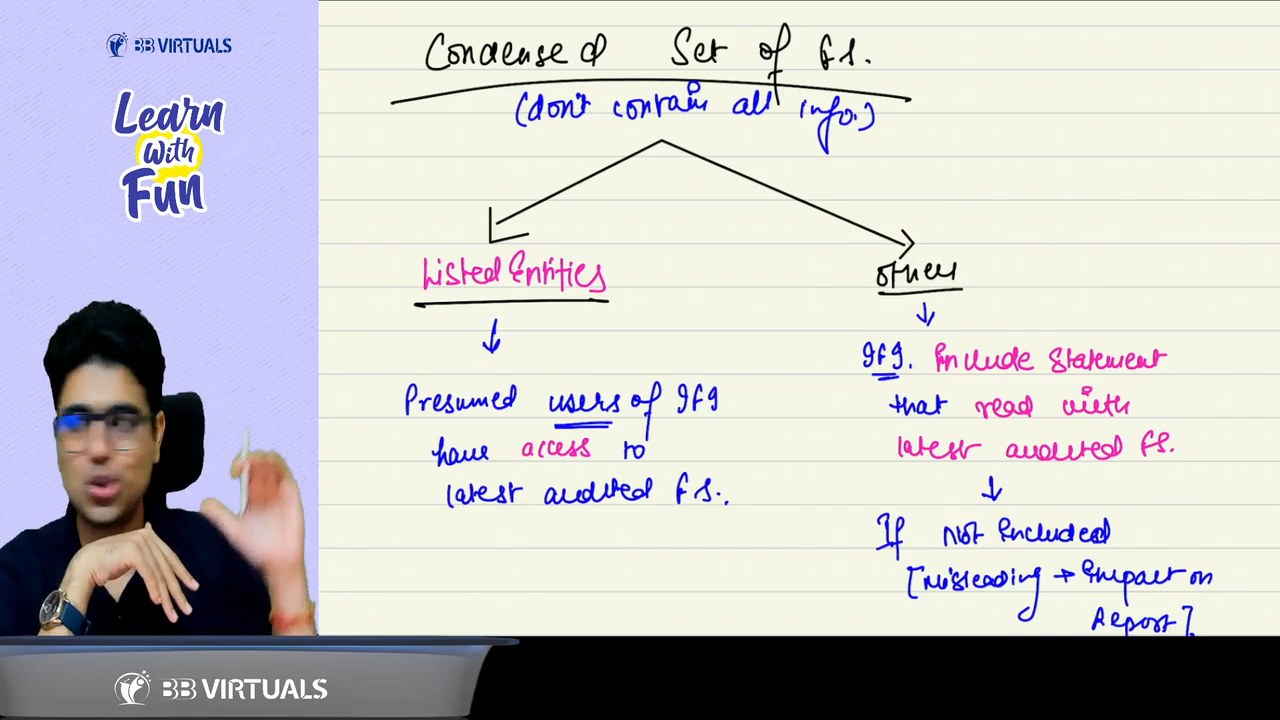 BB VIRTUALS
Learn
With
Fun
Condensed Set of F.S.
(don't contain all info.)
Listed Entities
Presumed users of IFI
have access to
latest audited F.S.
others
IFI. Include Statement
that read with
latest audited FS.
If Not Included
[misleading → Impact on
Report]
BB VIRTUALS